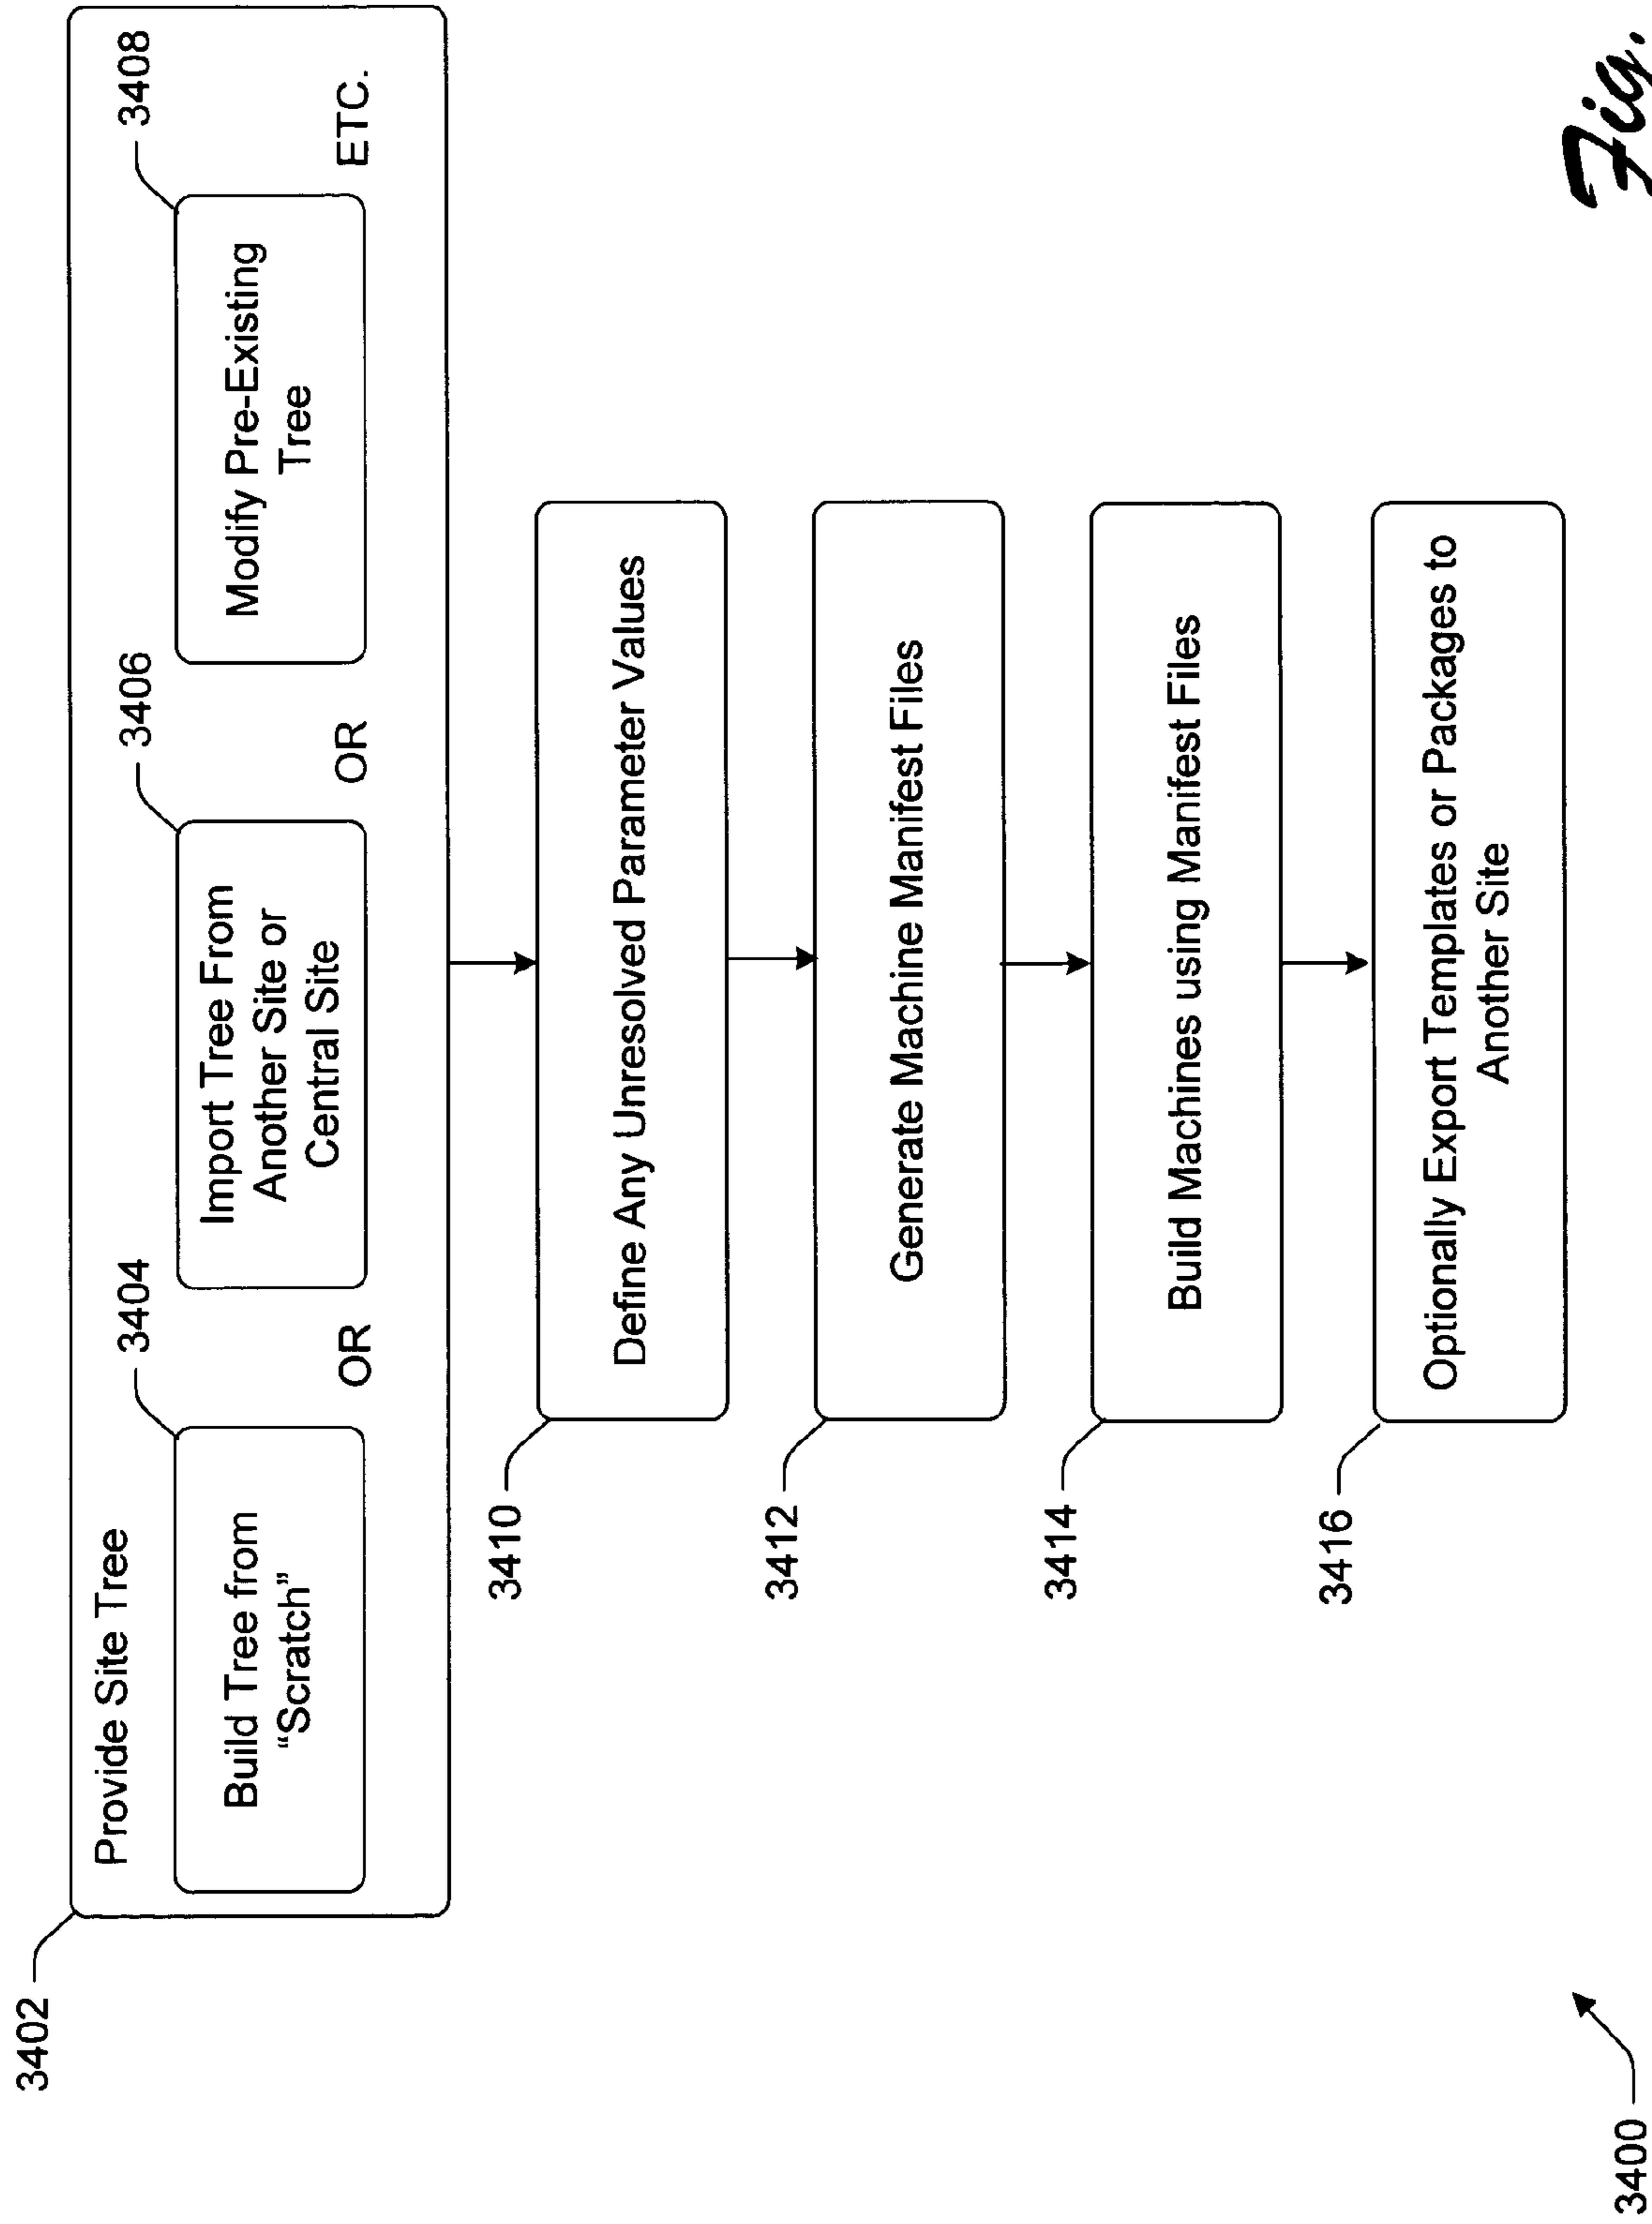 3402
Provide Site Tree
3404
Build Tree from
“Scratch”
OR
3406
Import Tree From
Another Site or
Central Site
OR
3408
Modify Pre-Existing
Tree
ETC.
3410
Define Any Unresolved Parameter Values
3412
Generate Machine Manifest Files
3414
Build Machines using Manifest Files
3416
Optionally Export Templates or Packages to
Another Site
3400
Fig.